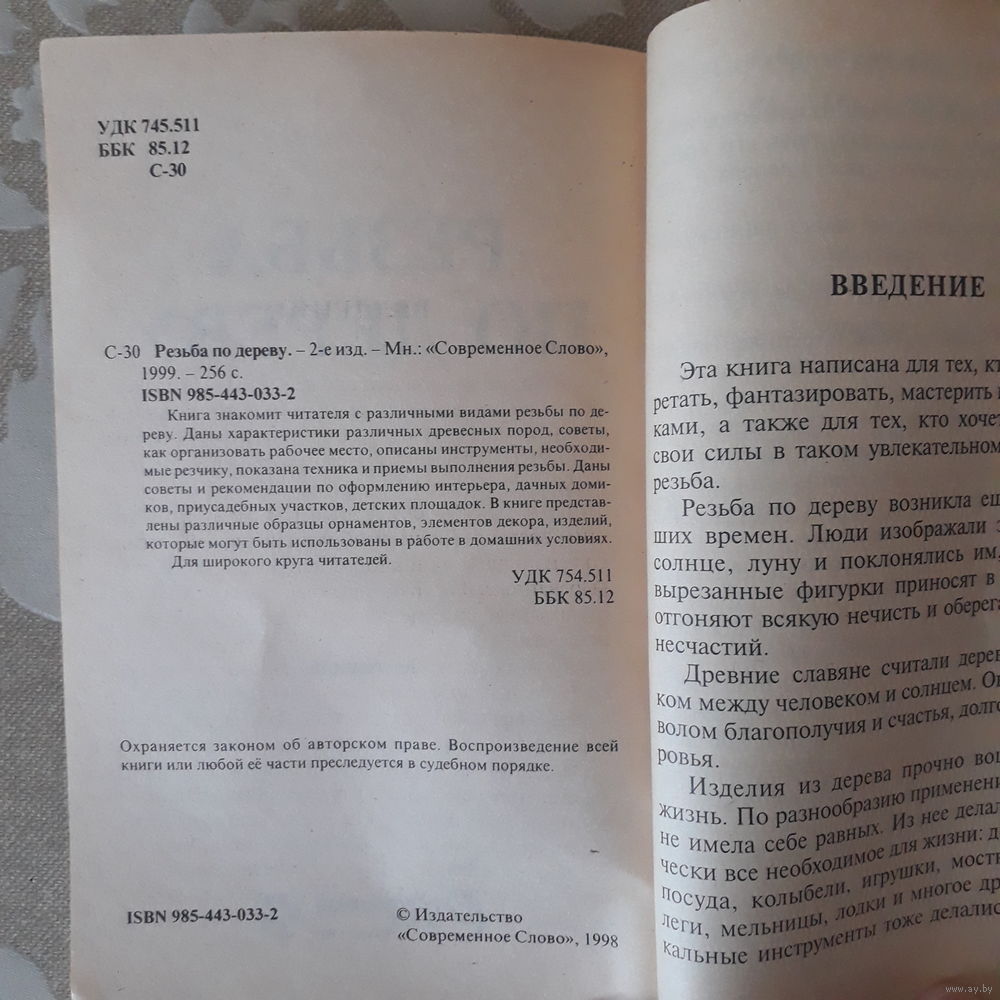 УДК 745.511
ББК 85.12
С-30
С-30 Резьба по дереву. – 2-е изд. – Мн.: «Современное Слово»,
1999. – 256 с.
ISBN 985-443-033-2
Книга знакомит читателя с различными видами резьбы по де-
реву. Даны характеристики различных древесных пород, советы,
как организовать рабочее место, описаны инструменты, необходи-
мые резчику, показана техника и приемы выполнения резьбы. Даны
советы и рекомендации по оформлению интерьера, дачных доми-
ков, приусадебных участков, детских площадок. В книге представ-
лены различные образцы орнаментов, элементов декора, изделий,
которые могут быть использованы в работе в домашних условиях.
Для широкого круга читателей.
УДК 754.511
ББК 85.12
Охраняется законом об авторском праве. Воспроизведение всей
книги или любой её части преследуется в судебном порядке.
ISBN 985-443-033-2
© Издательство
«Современное Слово», 1998
ВВЕДЕНИЕ
Эта книга написана для тех, кт
ретать, фантазировать, мастерить
ками, а также для тех, кто хоче
свои силы в таком увлекательном
резьба.
Резьба по дереву возникла ещ
ших времен. Люди изображали з
солнце, луну и поклонялись им,
вырезанные фигурки приносят в
отгоняют всякую нечисть и оберега
несчастий.
Древние славяне считали дерев
ком между человеком и солнцем. Он
волом благополучия и счастья, долго
ровья.
Изделия из дерева прочно вош
жизнь. По разнообразию применени
не имела себе равных. Из нее делал
чески все необходимое для жизни: д
посуда, колыбели, игрушки, мость
леги, мельницы, лодки и многое др
кальные инструменты тоже делалис
www.ay.by